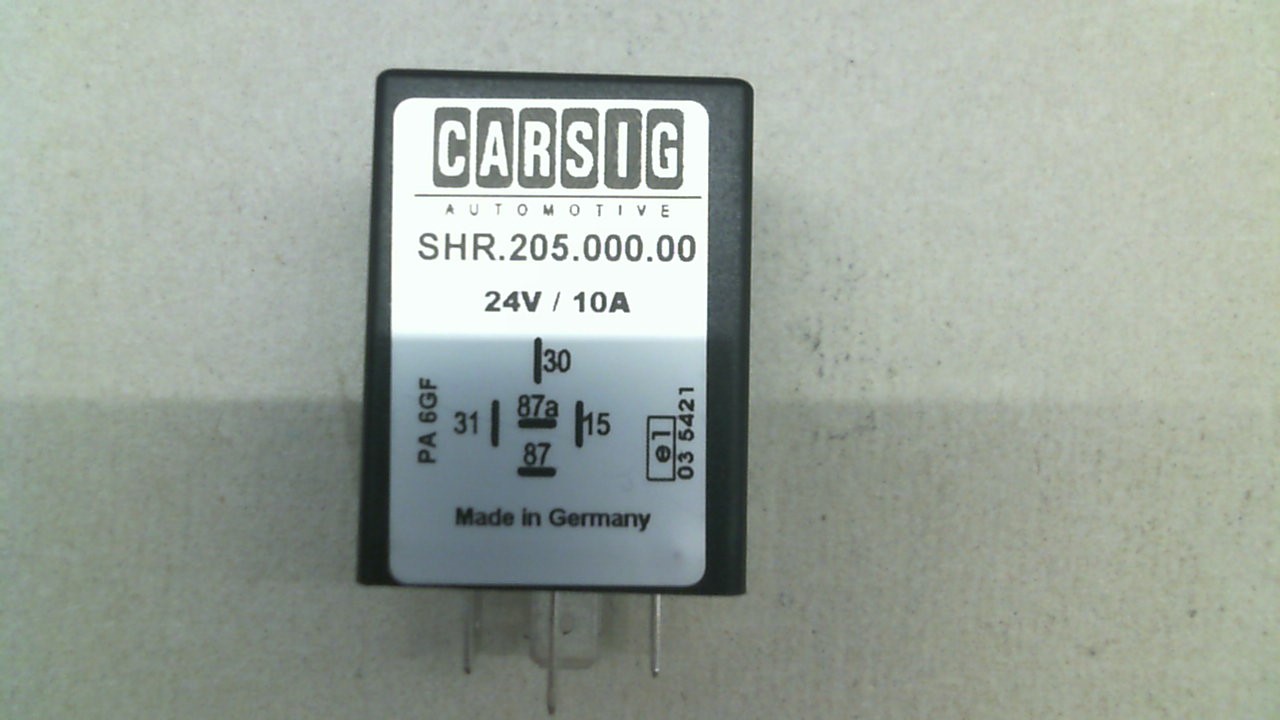 CARSIG
AUTOMOTIVE
SHR.205.000.00
24V / 10A
30
87a
31
15
87
PA 6GF
e1
03 5421
Made in Germany